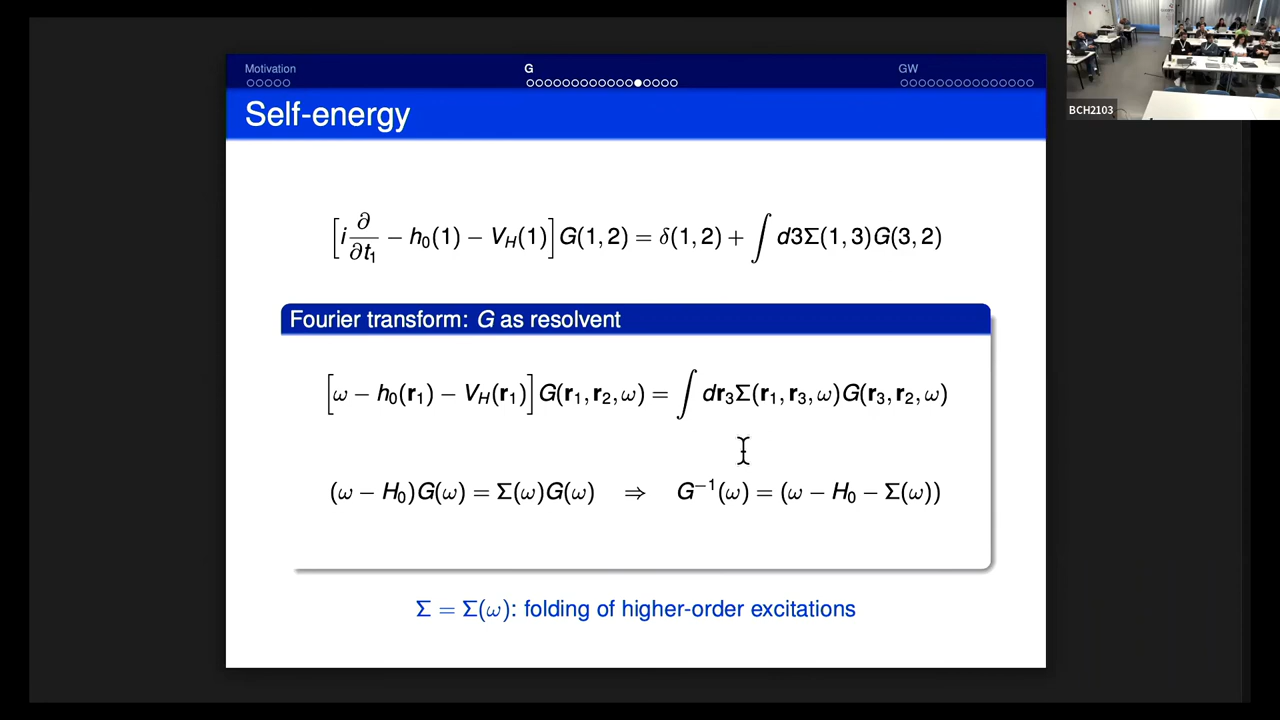 Motivation G GW
Self-energy
BCH2103
[i ∂/∂t₁ − h₀(1) − V_H(1)] G(1, 2) = δ(1, 2) + ∫ d3Σ(1, 3)G(3, 2)
Fourier transform: G as resolvent
[ω − h₀(r₁) − V_H(r₁)] G(r₁, r₂, ω) = ∫ dr₃Σ(r₁, r₃, ω)G(r₃, r₂, ω)
(ω − H₀)G(ω) = Σ(ω)G(ω) ⇒ G⁻¹(ω) = (ω − H₀ − Σ(ω))
Σ = Σ(ω): folding of higher-order excitations